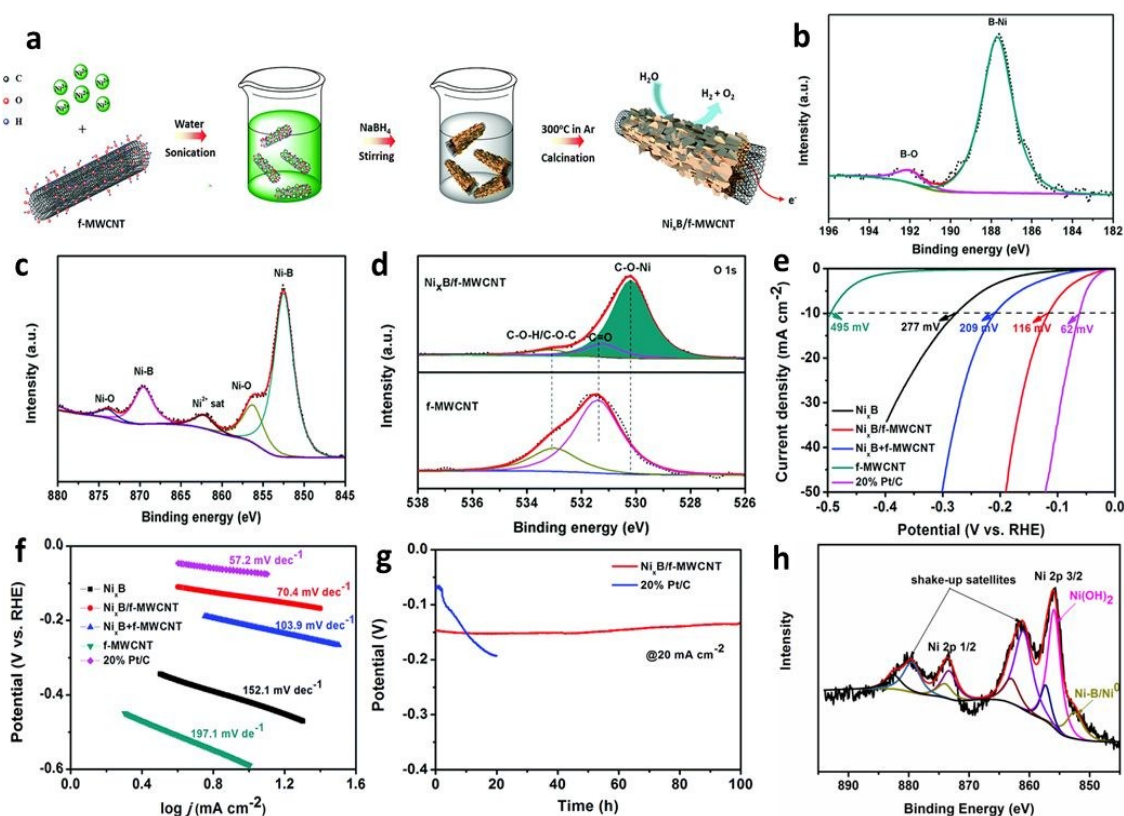 a
C
O
H
Ni²⁺
Ni²⁺
Ni²⁺
Ni²⁺
Ni²⁺
Ni²⁺
+
f-MWCNT
Water
Sonication
NaBH₄
Stirring
300°C in Ar
Calcination
H₂O
H₂ + O₂
e⁻
NiₓB/f-MWCNT
b
B-Ni
B-O
Intensity (a.u.)
196 194 192 190 188 186 184 182
Binding energy (eV)
c
Ni-B
Ni-B
Ni-O
Ni-O
Ni²⁺ sat
Intensity (a.u.)
880 875 870 865 860 855 850 845
Binding energy (eV)
d
C-O-Ni
O 1s
NiₓB/f-MWCNT
C-O-H/C-O-C
C=O
f-MWCNT
Intensity (a.u.)
538 536 534 532 530 528 526
Binding energy (eV)
e
0
-10
-20
-30
-40
-50
Current density (mA cm⁻²)
495 mV
277 mV
209 mV
116 mV
62 mV
NiₓB
NiₓB/f-MWCNT
NiₓB+f-MWCNT
f-MWCNT
20% Pt/C
-0.5 -0.4 -0.3 -0.2 -0.1 0.0
Potential (V vs. RHE)
f
0.0
-0.2
-0.4
-0.6
Potential (V vs. RHE)
57.2 mV dec⁻¹
70.4 mV dec⁻¹
103.9 mV dec⁻¹
152.1 mV dec⁻¹
197.1 mV de⁻¹
NiₓB
NiₓB/f-MWCNT
NiₓB+f-MWCNT
f-MWCNT
20% Pt/C
0.0 0.4 0.8 1.2 1.6
log j (mA cm⁻²)
g
0.0
-0.1
-0.2
-0.3
-0.4
Potential (V)
NiₓB/f-MWCNT
20% Pt/C
@20 mA cm⁻²
0 20 40 60 80 100
Time (h)
h
Ni 2p 3/2
shake-up satellites
Ni(OH)₂
Ni 2p 1/2
Ni-B/Ni⁰
Intensity
890 880 870 860 850
Binding Energy (eV)